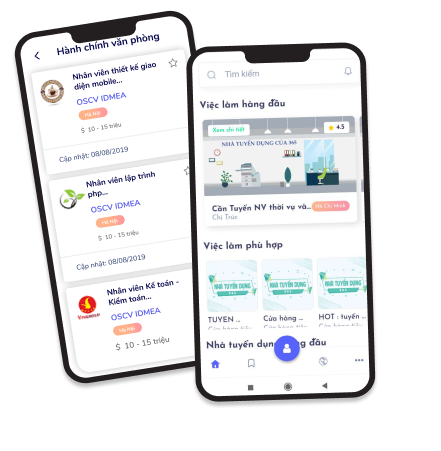 Hành chính văn phòng
Nhân viên thiết kế giao
diện mobile...
OSCV IDMEA
Hà Nội
$ 10 - 15 triệu
Cập nhật: 08/08/2019
Nhân viên lập trình
php...
OSCV IDMEA
Hà Nội
$ 10 - 15 triệu
Cập nhật: 08/08/2019
Nhân viên Kế toán -
Kiểm toán...
OSCV IDMEA
Hà Nội
$ 10 - 15 triệu
Tìm kiếm
Việc làm hàng đầu
Xem chi tiết
4.5
NHÀ TUYỂN DỤNG CỦA 365
Cần Tuyển NV thời vụ và...
Hồ Chí Minh
Chị Trúc
Việc làm phù hợp
TUYỂN DỤNG
TUYỂN DỤNG
TUYỂN DỤNG
TUYEN ...
Cửa hàng ...
HOT : tuyển ...
Nhà tuyển dụng hàng đầu